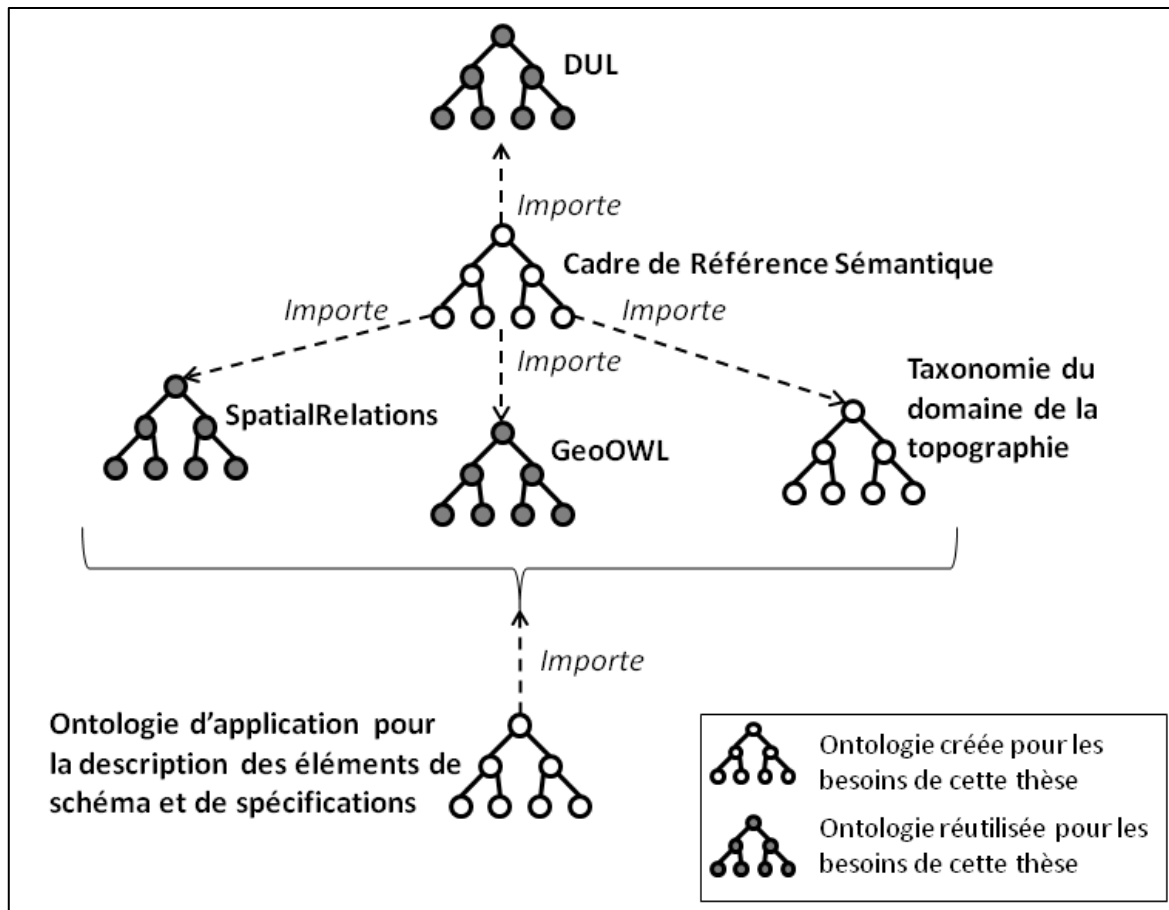 DUL
Importe
Cadre de Référence Sémantique
Importe
Importe
Importe
SpatialRelations
GeoOWL
Taxonomie du
domaine de la
topographie
Importe
Ontologie d'application pour
la description des éléments de
schéma et de spécifications
Ontologie créée pour les
besoins de cette thèse
Ontologie réutilisée pour les
besoins de cette thèse